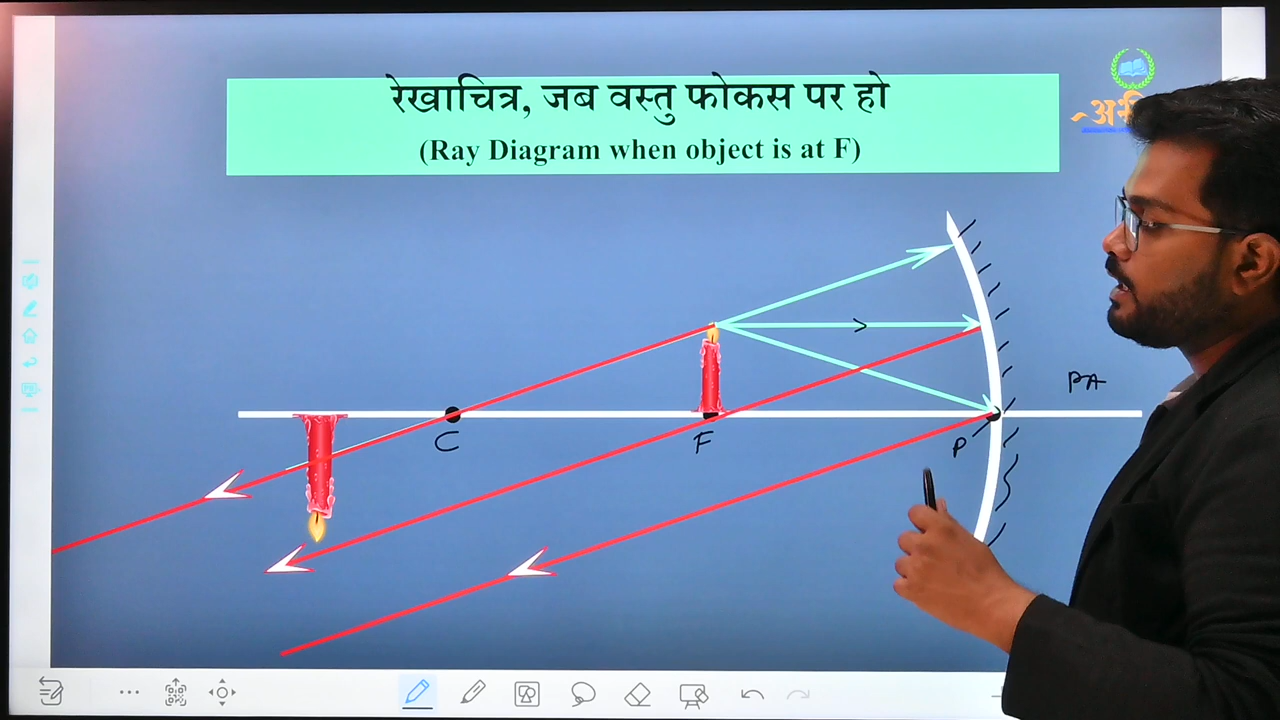 रेखाचित्र, जब वस्तु फोकस पर हो
(Ray Diagram when object is at F)
PA
C
F
P